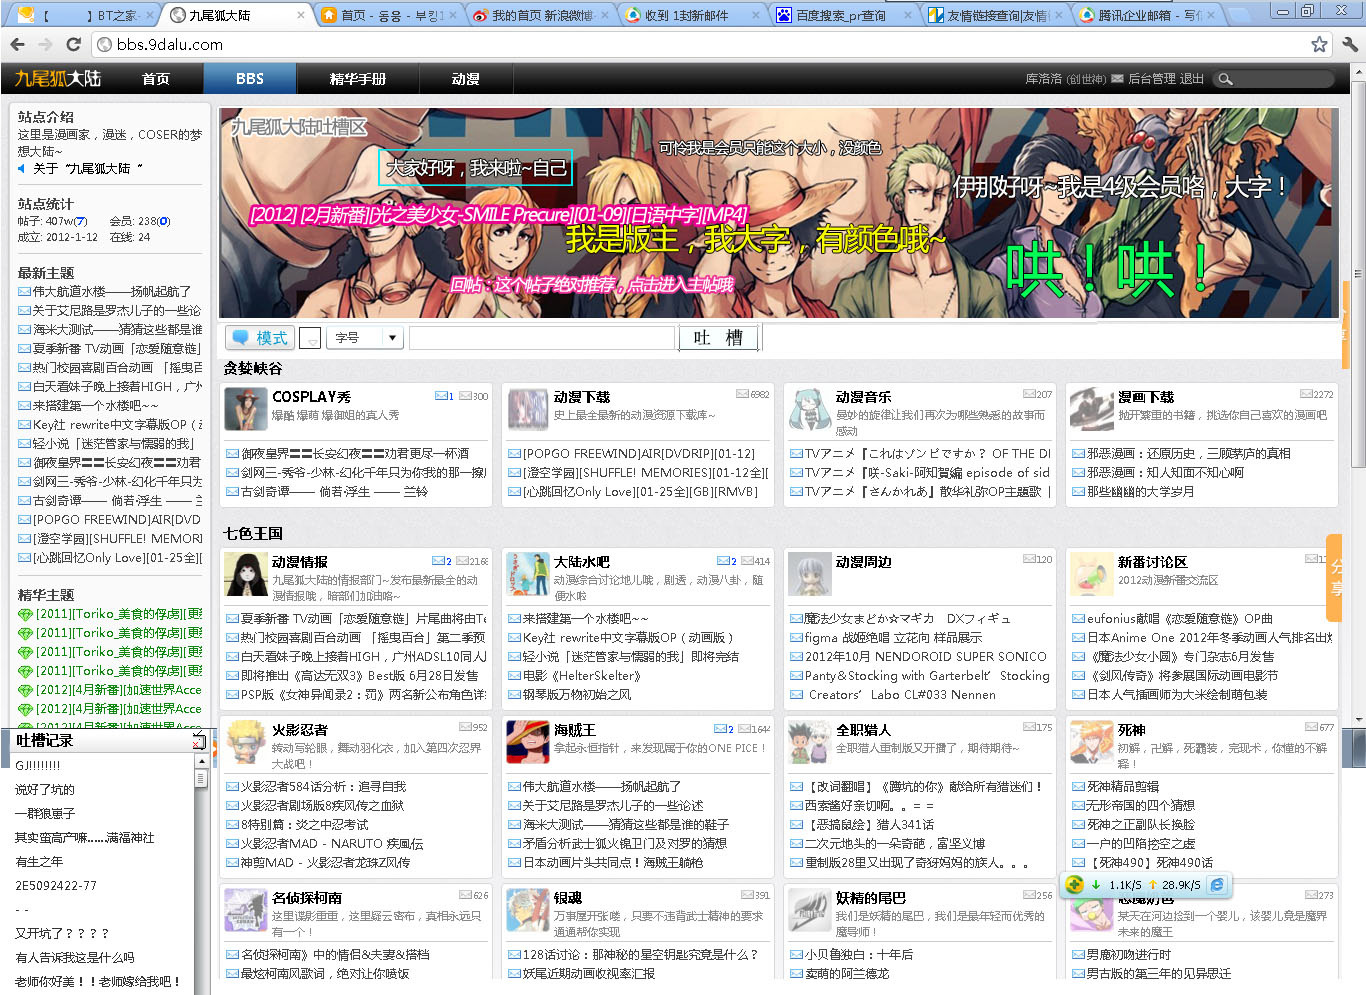 【 】BT之家-
九尾狐大陆
首页 - 동음 - 부킹1
我的首页 新浪微博-
收到 1封新邮件
百度搜索_pr查询
友情链接查询|友情
腾讯企业邮箱 - 写信
bbs.9dalu.com
九尾狐大陆
首页
BBS
精华手册
动漫
库洛洛 (创世神)
后台管理 退出
站点介绍
这里是漫画家，漫迷，COSER的梦
想大陆~
关于“九尾狐大陆 “
站点统计
帖子: 407w(7) 会员: 238(0)
成立: 2012-1-12 在线: 24
最新主题
伟大航道水楼——扬帆起航了
关于艾尼路是罗杰儿子的一些论
海米大测试——猜猜这些都是谁
夏季新番 TV动画「恋爱随意链」
热门校园喜剧百合动画 「摇曳百
白天看妹子晚上接着HIGH，广州
来搭建第一个水楼吧~~
Key社 rewrite中文字幕版OP（
轻小说「迷茫管家与懦弱的我」
御夜皇界〓〓长安幻夜〓〓劝君
剑网三-秀爷-少林-幻化千年只为
古剑奇谭—— 倘若·浮生 —— 兰
[POPGO FREEWIND]AIR[DVD
[澄空学园][SHUFFLE! MEMORI
[心跳回忆Only Love][01-25全][
精华主题
[2011][Toriko_美食的俘虏][更
[2011][Toriko_美食的俘虏][更
[2011][Toriko_美食的俘虏][更
[2011][Toriko_美食的俘虏][更
[2012][4月新番][加速世界Acce
[2012][4月新番][加速世界Acce
[2012][4月新番][加速世界Acce
吐槽记录
GJ!!!!!!!!
说好了坑的
一群狼崽子
其实蛮高产嘛......满福神社
有生之年
2E5092422-77
- -
又开坑了？？？？
有人告诉我这是什么吗
老师你好美！！老师嫁给我吧！
九尾狐大陆吐槽区
可怜我是会员只能这个大小，没颜色
大家好呀，我来啦~自己
伊那好呀~我是4级会员咯，大字！
[2012] [2月新番][光之美少女-SMILE Precure][01-09][日语中字][MP4]
我是版主，我大字，有颜色哦~
哄！哄！
回帖：这个帖子绝对推荐，点击进入主帖哦
模式
字号
吐 槽
贪婪峡谷
COSPLAY秀
1 300
爆酷 爆萌 爆御姐的真人秀
御夜皇界〓〓长安幻夜〓〓劝君更尽一杯酒
剑网三-秀爷-少林-幻化千年只为你我的那一撩
古剑奇谭—— 倘若·浮生 —— 兰铃
动漫下载
6982
史上最全最新的动漫资源下载库~
[POPGO FREEWIND]AIR[DVDRIP][01-12]
[澄空学园][SHUFFLE! MEMORIES][01-12全][
[心跳回忆Only Love][01-25全][GB][RMVB]
动漫音乐
207
曼妙的旋律让我们再次为哪些熟悉的故事而
感动
TVアニメ『これはゾンビですか？ OF THE DI
TVアニメ『咲-Saki-阿知賀編 episode of sid
TVアニメ『さんかれあ』散华礼弥OP主题歌
漫画下载
2272
抛开繁重的书籍，挑选你自己喜欢的漫画吧
邪恶漫画：还原历史，三顾茅庐的真相
邪恶漫画：知人知面不知心啊
那些幽幽的大学岁月
七色王国
动漫情报
2 2168
九尾狐大陆的情报部门~发布最新最全的动
漫情报哦，暗部们加油咯~
夏季新番 TV动画「恋爱随意链」片尾曲将由Te
热门校园喜剧百合动画 「摇曳百合」第二季预
白天看妹子晚上接着HIGH，广州ADSL10同人
即将推出《高达无双3》Best版 6月28日发售
PSP版《女神异闻录2：罚》两名新公布角色详
大陆水吧
2 414
动漫综合讨论地儿哦，剧透，动漫八卦，随
便水啦
来搭建第一个水楼吧~~
Key社 rewrite中文字幕版OP（动画版）
轻小说「迷茫管家与懦弱的我」即将完结
电影《HelterSkelter》
钢琴版万物初始之风
动漫周边
120
魔法少女まどか☆マギカ　DXフィギュ
figma 战姬绝唱 立花向 样品展示
2012年10月 NENDOROID SUPER SONICO
Panty＆Stocking with Garterbelt’Stocking
Creators’ Labo CL#033 Nennen
新番讨论区
2012动漫新番交流区
eufonius献唱《恋爱随意链》OP曲
日本Anime One 2012年冬季动画人气排名出
《魔法少女小圆》专门杂志6月发售
《剑风传奇》将参展国际动画电影节
日本人气插画师为大米绘制萌包装
分享
火影忍者
952
转动写轮眼，舞动羽化衣，加入第四次忍界
大战吧！
火影忍者584话分析：追寻自我
火影忍者剧场版8疾风传之血狱
8特别篇：炎之中忍考试
火影忍者MAD - NARUTO 疾風伝
神剪MAD - 火影忍者龙珠Z风传
海贼王
2 1644
拿起永恒指针，来发现属于你的ONE PICE！
伟大航道水楼——扬帆起航了
关于艾尼路是罗杰儿子的一些论述
海米大测试——猜猜这些都是谁的鞋子
矛盾分析武士狐火锟卫门及对罗的猜想
日本动画片头共同点！海贼王躺枪
全职猎人
175
全职猎人重制版又开播了，期待期待~
【改词翻唱】《蹲坑的你》献给所有猎迷们！
西索酱好亲切啊。。= =
【恶搞鼠绘】猎人341话
二次元地头的一朵奇葩，富坚义博
重制版28里又出现了奇犽妈妈的族人。。。
死神
677
初解，卍解，死霸装，完现术，你懂的不解
释！
死神精品剪辑
无形帝国的四个猜想
死神之正副队长换脸
一户的凹陷挖空之虚
【死神490】死神490话
1.1K/S 28.9K/S
名侦探柯南
626
这里谍影重重，这里疑云密布，真相永远只
有一个！
名侦探柯南》中的情侣&夫妻&搭档
最炫柯南风歌词，绝对让你喷饭
银魂
391
万事屋开张喽，只要不违背武士精神的要求
通通帮你实现
128话讨论：那神秘的星空钥匙究竟是什么？
妖尾近期动画收视率汇报
妖精的尾巴
256
我们是妖精的尾巴，我们是最年轻而优秀的
魔导师！
小贝鲁独白：十年后
卖萌的阿兰德龙
恶魔奶爸
273
某天在河边捡到一个婴儿，该婴儿竟是魔界
未来的魔王
男鹿初吻进行时
男古版的第三年的见异思迁